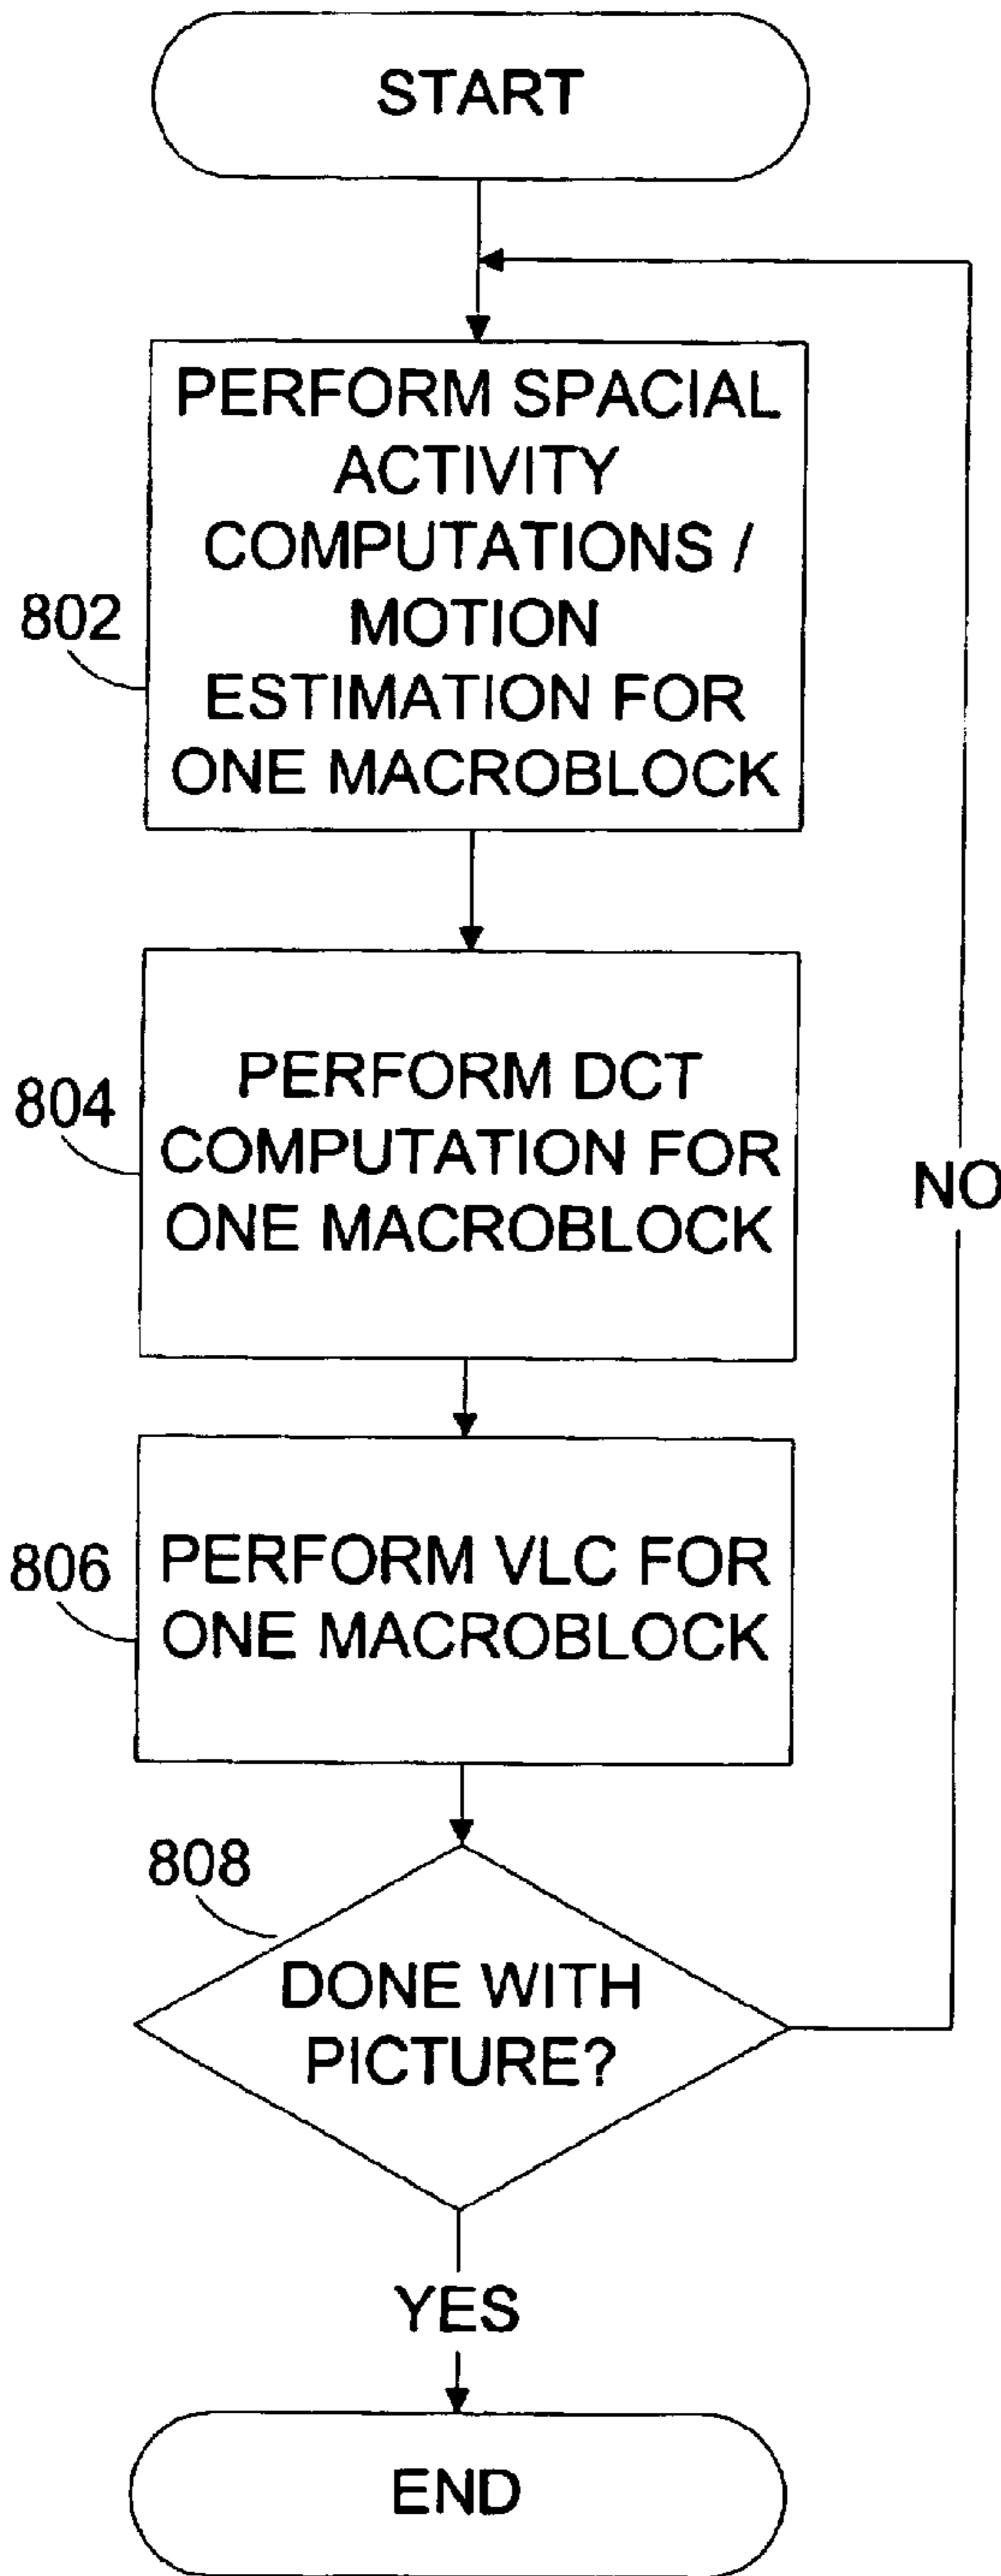 START
PERFORM SPACIAL
ACTIVITY
COMPUTATIONS /
MOTION
ESTIMATION FOR
ONE MACROBLOCK
802
PERFORM DCT
COMPUTATION FOR
ONE MACROBLOCK
804
NO
PERFORM VLC FOR
ONE MACROBLOCK
806
808
DONE WITH
PICTURE?
YES
END